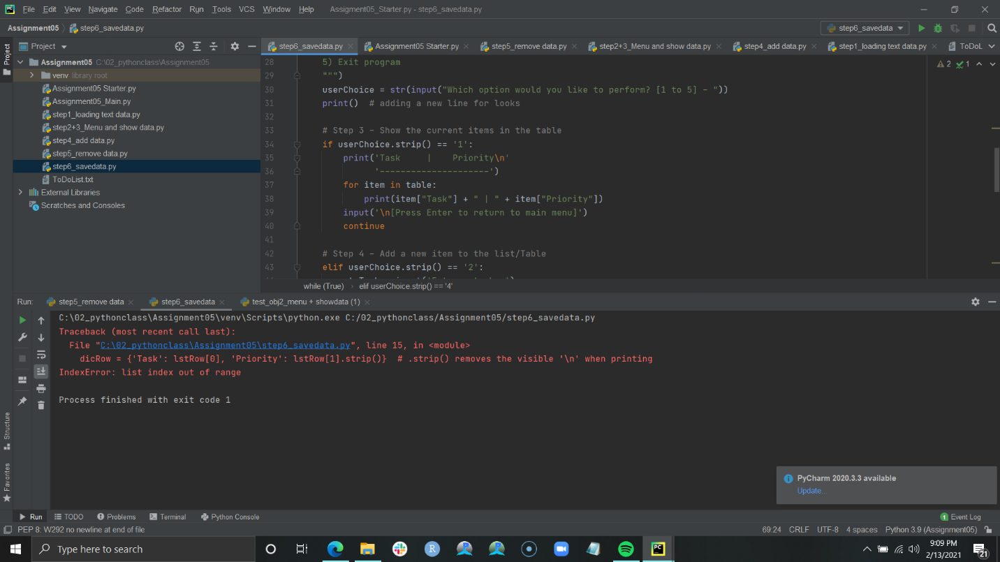 File Edit View Navigate Code Refactor Run Tools VCS Window Help Assigment05_Starter.py - step6_savedata.py
Assignment05 step6_savedata.py step6_savedata
Project step6_savedata.py Assignment05 Starter.py step5_remove data.py step2+3_Menu and show data.py step4_add data.py step1_loading text data.py ToDoL
Project
Assignment05 C:\02_pythonclass\Assignment05
venv library root
Assignment05 Starter.py
Assignment05_Main.py
step1_loading text data.py
step2+3_Menu and show data.py
step4_add data.py
step5_remove data.py
step6_savedata.py
ToDoList.txt
External Libraries
Scratches and Consoles
2 1
28 5) Exit program
29 """)
30 userChoice = str(input("Which option would you like to perform? [1 to 5] - "))
31 print()  # adding a new line for looks
32
33 # Step 3 - Show the current items in the table
34 if userChoice.strip() == '1':
35 print('Task     |    Priority\n'
36 '---------------------')
37 for item in table:
38 print(item["Task"] + " | " + item["Priority"])
39 input('\n[Press Enter to return to main menu]')
40 continue
41
42 # Step 4 - Add a new item to the list/Table
43 elif userChoice.strip() == '2':
while (True) › elif userChoice.strip() == '4'
Run: step5_remove data step6_savedata test_obj2_menu + showdata (1)
C:\02_pythonclass\Assignment05\venv\Scripts\python.exe C:/02_pythonclass/Assignment05/step6_savedata.py
Traceback (most recent call last):
File "C:\02_pythonclass\Assignment05\step6_savedata.py", line 15, in <module>
dicRow = {'Task': lstRow[0], 'Priority': lstRow[1].strip()}  # .strip() removes the visible '\n' when printing
IndexError: list index out of range
Process finished with exit code 1
Structure
Favorites
PyCharm 2020.3.3 available
Update...
Run TODO Problems Terminal Python Console 1 Event Log
PEP 8: W292 no newline at end of file 69:24 CRLF UTF-8 4 spaces Python 3.9 (Assignment05)
Type here to search
9:09 PM
2/13/2021
21